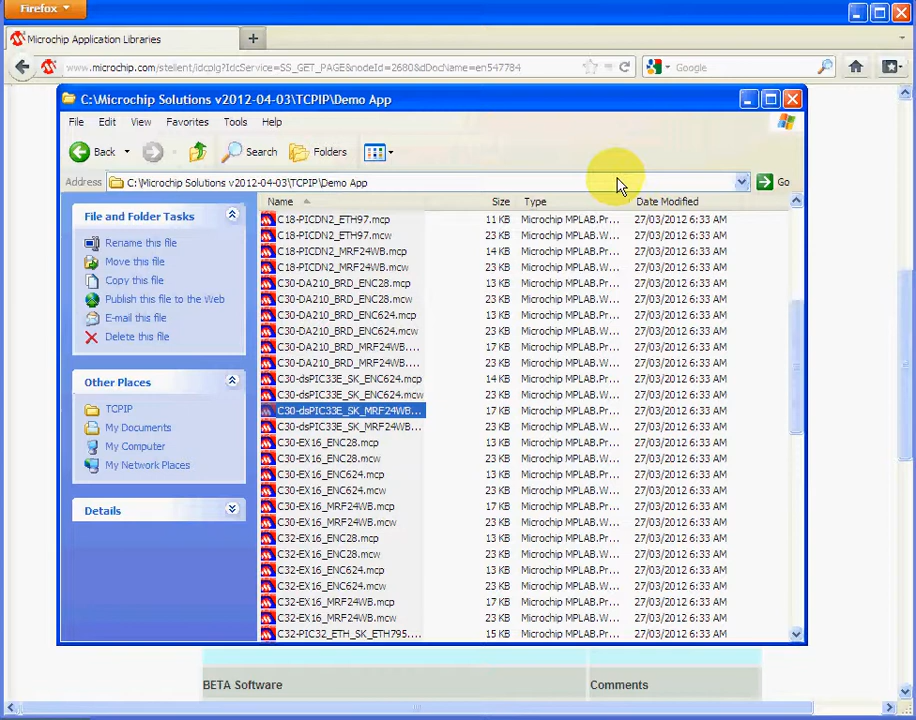 Firefox
Microchip Application Libraries
www.microchip.com/stellent/idcplg?IdcService=SS_GET_PAGE&nodeId=2680&dDocName=en547784
Google
C:\Microchip Solutions v2012-04-03\TCPIP\Demo App
File Edit View Favorites Tools Help
Back Search Folders
Address C:\Microchip Solutions v2012-04-03\TCPIP\Demo App Go
File and Folder Tasks
Rename this file
Move this file
Copy this file
Publish this file to the Web
E-mail this file
Delete this file
Other Places
TCPIP
My Documents
My Computer
My Network Places
Details
Name Size Type Date Modified
C18-PICDN2_ETH97.mcp 11 KB Microchip MPLAB.Pr... 27/03/2012 6:33 AM
C18-PICDN2_ETH97.mcw 23 KB Microchip MPLAB.W... 27/03/2012 6:33 AM
C18-PICDN2_MRF24WB.mcp 14 KB Microchip MPLAB.Pr... 27/03/2012 6:33 AM
C18-PICDN2_MRF24WB.mcw 23 KB Microchip MPLAB.W... 27/03/2012 6:33 AM
C30-DA210_BRD_ENC28.mcp 13 KB Microchip MPLAB.Pr... 27/03/2012 6:33 AM
C30-DA210_BRD_ENC28.mcw 23 KB Microchip MPLAB.W... 27/03/2012 6:33 AM
C30-DA210_BRD_ENC624.mcp 13 KB Microchip MPLAB.Pr... 27/03/2012 6:33 AM
C30-DA210_BRD_ENC624.mcw 23 KB Microchip MPLAB.W... 27/03/2012 6:33 AM
C30-DA210_BRD_MRF24WB.... 17 KB Microchip MPLAB.Pr... 27/03/2012 6:33 AM
C30-DA210_BRD_MRF24WB.... 23 KB Microchip MPLAB.W... 27/03/2012 6:33 AM
C30-dsPIC33E_SK_ENC624.mcp 14 KB Microchip MPLAB.Pr... 27/03/2012 6:33 AM
C30-dsPIC33E_SK_ENC624.mcw 23 KB Microchip MPLAB.W... 27/03/2012 6:33 AM
C30-dsPIC33E_SK_MRF24WB... 17 KB Microchip MPLAB.Pr... 27/03/2012 6:33 AM
C30-dsPIC33E_SK_MRF24WB... 23 KB Microchip MPLAB.W... 27/03/2012 6:33 AM
C30-EX16_ENC28.mcp 13 KB Microchip MPLAB.Pr... 27/03/2012 6:33 AM
C30-EX16_ENC28.mcw 23 KB Microchip MPLAB.W... 27/03/2012 6:33 AM
C30-EX16_ENC624.mcp 13 KB Microchip MPLAB.Pr... 27/03/2012 6:33 AM
C30-EX16_ENC624.mcw 23 KB Microchip MPLAB.W... 27/03/2012 6:33 AM
C30-EX16_MRF24WB.mcp 17 KB Microchip MPLAB.Pr... 27/03/2012 6:33 AM
C30-EX16_MRF24WB.mcw 23 KB Microchip MPLAB.W... 27/03/2012 6:33 AM
C32-EX16_ENC28.mcp 13 KB Microchip MPLAB.Pr... 27/03/2012 6:33 AM
C32-EX16_ENC28.mcw 23 KB Microchip MPLAB.W... 27/03/2012 6:33 AM
C32-EX16_ENC624.mcp 13 KB Microchip MPLAB.Pr... 27/03/2012 6:33 AM
C32-EX16_ENC624.mcw 23 KB Microchip MPLAB.W... 27/03/2012 6:33 AM
C32-EX16_MRF24WB.mcp 17 KB Microchip MPLAB.Pr... 27/03/2012 6:33 AM
C32-EX16_MRF24WB.mcw 23 KB Microchip MPLAB.W... 27/03/2012 6:33 AM
C32-PIC32_ETH_SK_ETH795.... 15 KB Microchip MPLAB.Pr... 27/03/2012 6:33 AM
BETA Software Comments